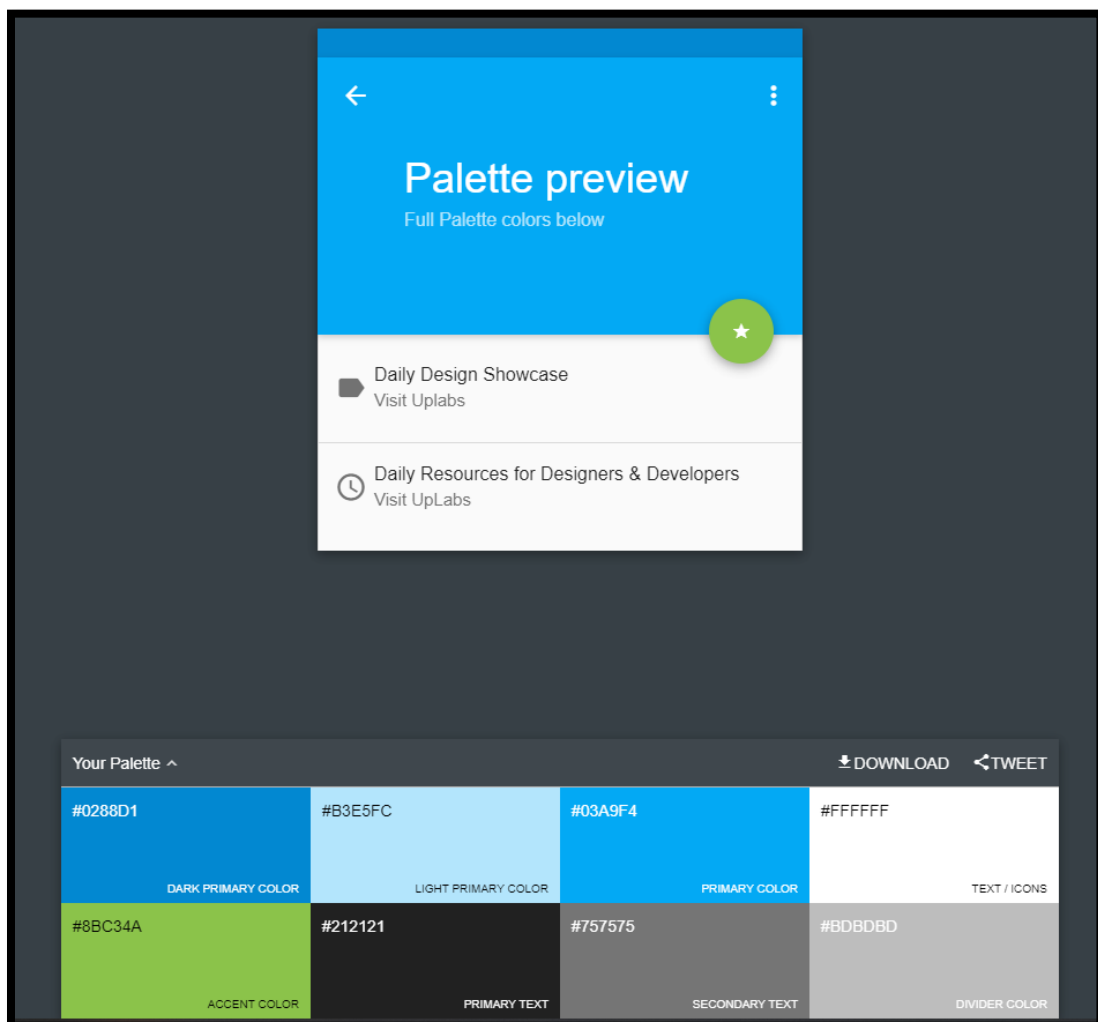 Palette preview
Full Palette colors below
Daily Design Showcase
Visit Uplabs
Daily Resources for Designers & Developers
Visit UpLabs
Your Palette DOWNLOAD TWEET
#0288D1 #B3E5FC #03A9F4 #FFFFFF
DARK PRIMARY COLOR LIGHT PRIMARY COLOR PRIMARY COLOR TEXT / ICONS
#8BC34A #212121 #757575 #BDBDBD
ACCENT COLOR PRIMARY TEXT SECONDARY TEXT DIVIDER COLOR